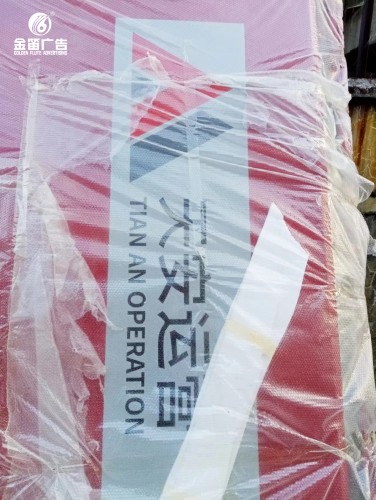 金笛广告
GOLDEN FLUTE ADVERTISING
天安运营
TIAN AN OPERATION